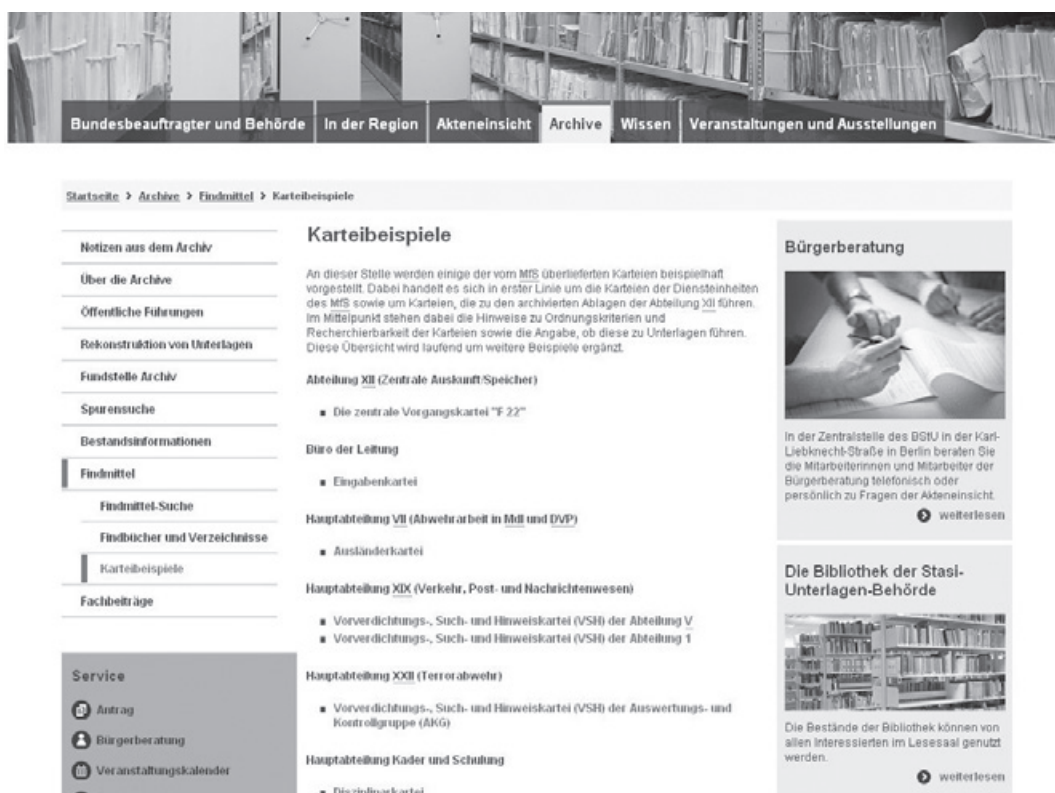 Bundesbeauftragter und Behörde In der Region Akteneinsicht Archive Wissen Veranstaltungen und Ausstellungen
Startseite > Archive > Findmittel > Karteibeispiele
Notizen aus dem Archiv
Über die Archive
Öffentliche Führungen
Rekonstruktion von Unterlagen
Fundstelle Archiv
Spurensuche
Bestandsinformationen
Findmittel
Findmittel-Suche
Findbücher und Verzeichnisse
Karteibeispiele
Fachbeiträge
Service
Antrag
Bürgerberatung
Veranstaltungskalender
Karteibeispiele
An dieser Stelle werden einige der vom MfS überlieferten Karteien beispielhaft
vorgestellt. Dabei handelt es sich in erster Linie um die Karteien der Diensteinheiten
des MfS sowie um Karteien, die zu den archivierten Ablagen der Abteilung XII führen.
Im Mittelpunkt stehen dabei die Hinweise zu Ordnungskriterien und
Recherchierbarkeit der Karteien sowie die Angabe, ob diese zu Unterlagen führen.
Diese Übersicht wird laufend um weitere Beispiele ergänzt.
Abteilung XII (Zentrale Auskunft/Speicher)
▪ Die zentrale Vorgangskartei "F 22"
Büro der Leitung
▪ Eingabenkartei
Hauptabteilung VII (Abwehrarbeit in MdI und DVP)
▪ Ausländerkartei
Hauptabteilung XIX (Verkehr, Post- und Nachrichtenwesen)
▪ Vorverdichtungs-, Such- und Hinweiskartei (VSH) der Abteilung V
▪ Vorverdichtungs-, Such- und Hinweiskartei (VSH) der Abteilung 1
Hauptabteilung XXII (Terrorabwehr)
▪ Vorverdichtungs-, Such- und Hinweiskartei (VSH) der Auswertungs- und
Kontrollgruppe (AKG)
Hauptabteilung Kader und Schulung
▪ Disziplinarkartei
Bürgerberatung
In der Zentralstelle des BStU in der Karl-
Liebknecht-Straße in Berlin beraten Sie
die Mitarbeiterinnen und Mitarbeiter der
Bürgerberatung telefonisch oder
persönlich zu Fragen der Akteneinsicht.
weiterlesen
Die Bibliothek der Stasi-
Unterlagen-Behörde
Die Bestände der Bibliothek können von
allen Interessierten im Lesesaal genutzt
werden.
weiterlesen